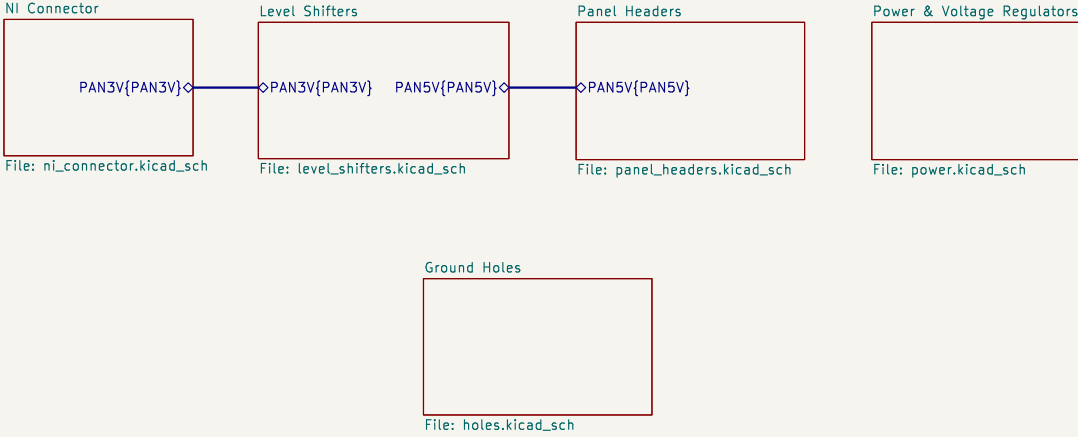 NI Connector
PAN3V{PAN3V}
File: ni_connector.kicad_sch
Level Shifters
PAN3V{PAN3V} PAN5V{PAN5V}
File: level_shifters.kicad_sch
Panel Headers
PAN5V{PAN5V}
File: panel_headers.kicad_sch
Power & Voltage Regulators
File: power.kicad_sch
Ground Holes
File: holes.kicad_sch